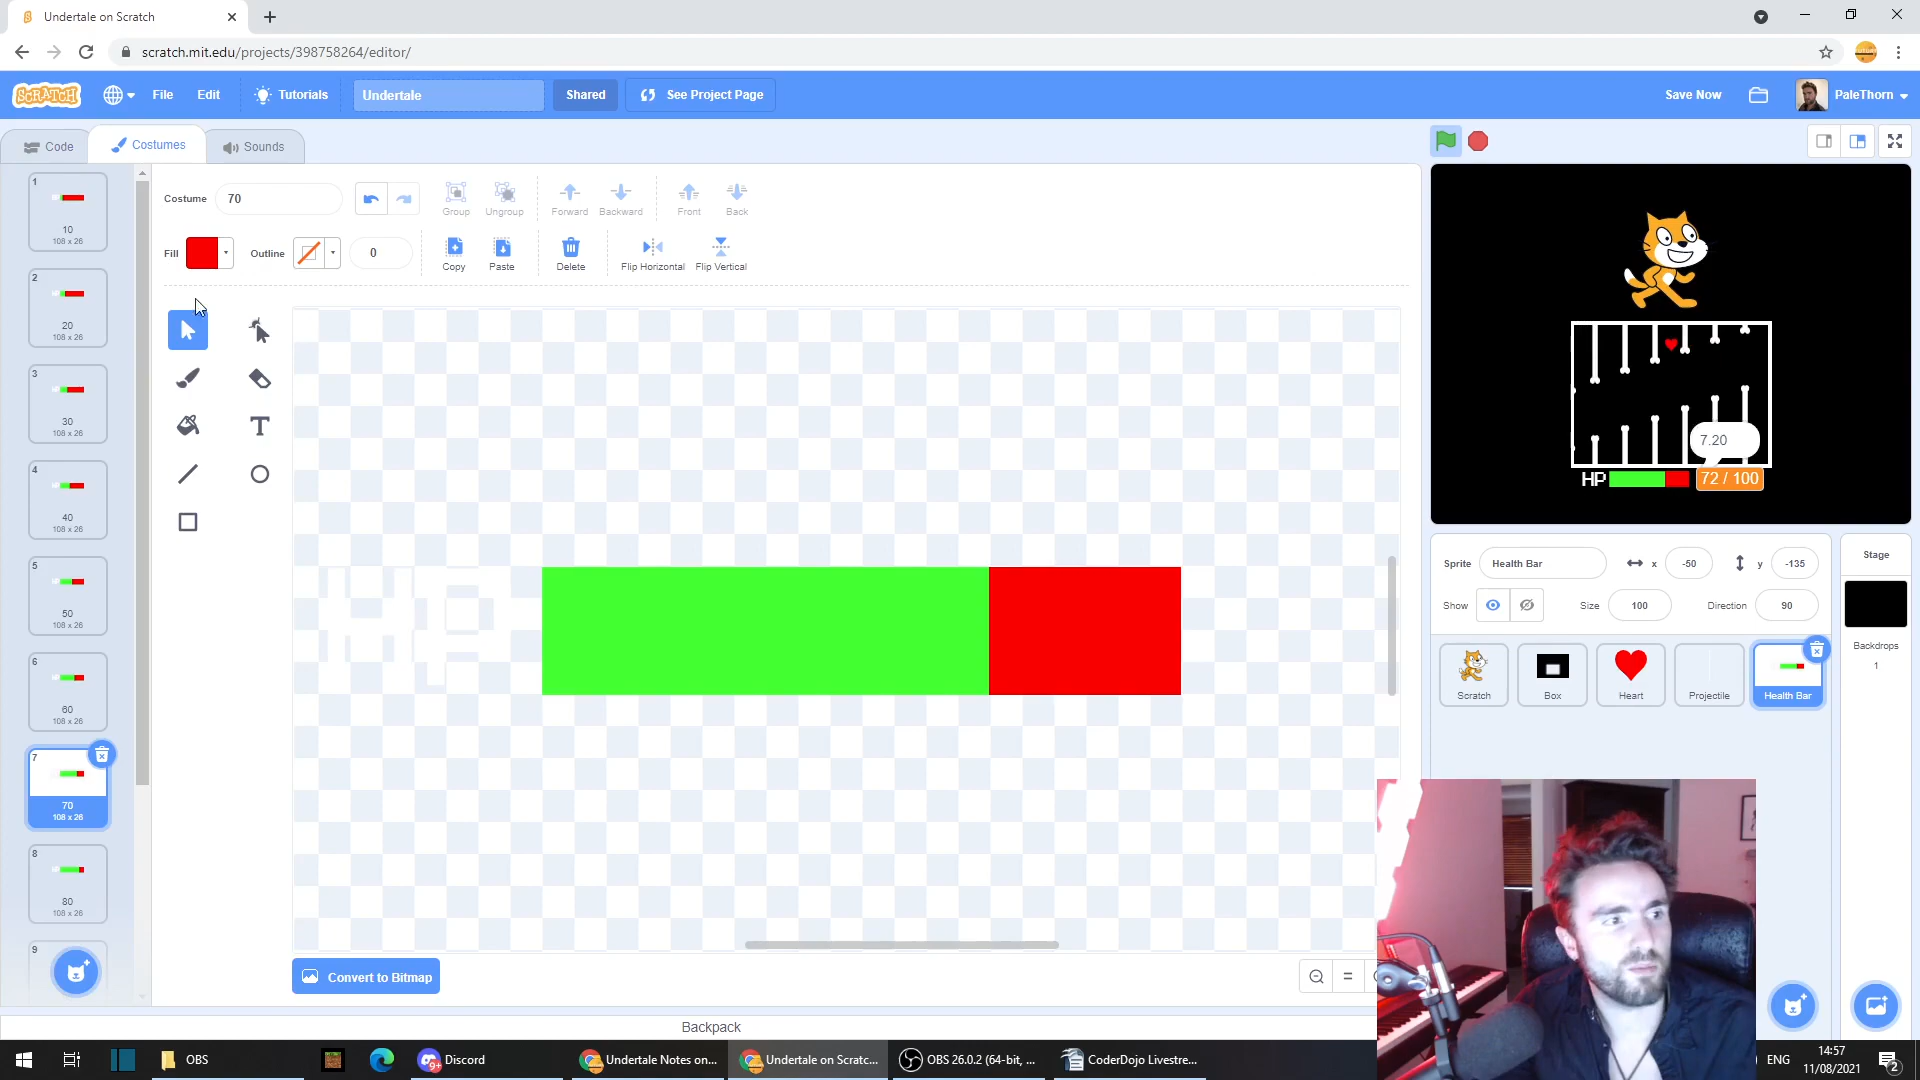 Undertale on Scratch
scratch.mit.edu/projects/398758264/editor/
SCRATCH
File
Edit
Tutorials
Undertale
Shared
See Project Page
Save Now
PaleThorn
Code
Costumes
Sounds
Costume
70
Group
Ungroup
Forward
Backward
Front
Back
Fill
Outline
0
Copy
Paste
Delete
Flip Horizontal
Flip Vertical
1
10
108 x 26
2
20
108 x 26
3
30
108 x 26
4
40
108 x 26
5
50
108 x 26
6
60
108 x 26
7
70
108 x 26
8
80
108 x 26
9
HP
Convert to Bitmap
7.20
HP
72 / 100
Sprite
Health Bar
x
-50
y
-135
Show
Size
100
Direction
90
Scratch
Box
Heart
Projectile
Health Bar
Stage
Backdrops
1
Backpack
OBS
9+
Discord
Undertale Notes on...
Undertale on Scratc...
OBS 26.0.2 (64-bit, ...
CoderDojo Livestre...
ENG
14:57
11/08/2021
2